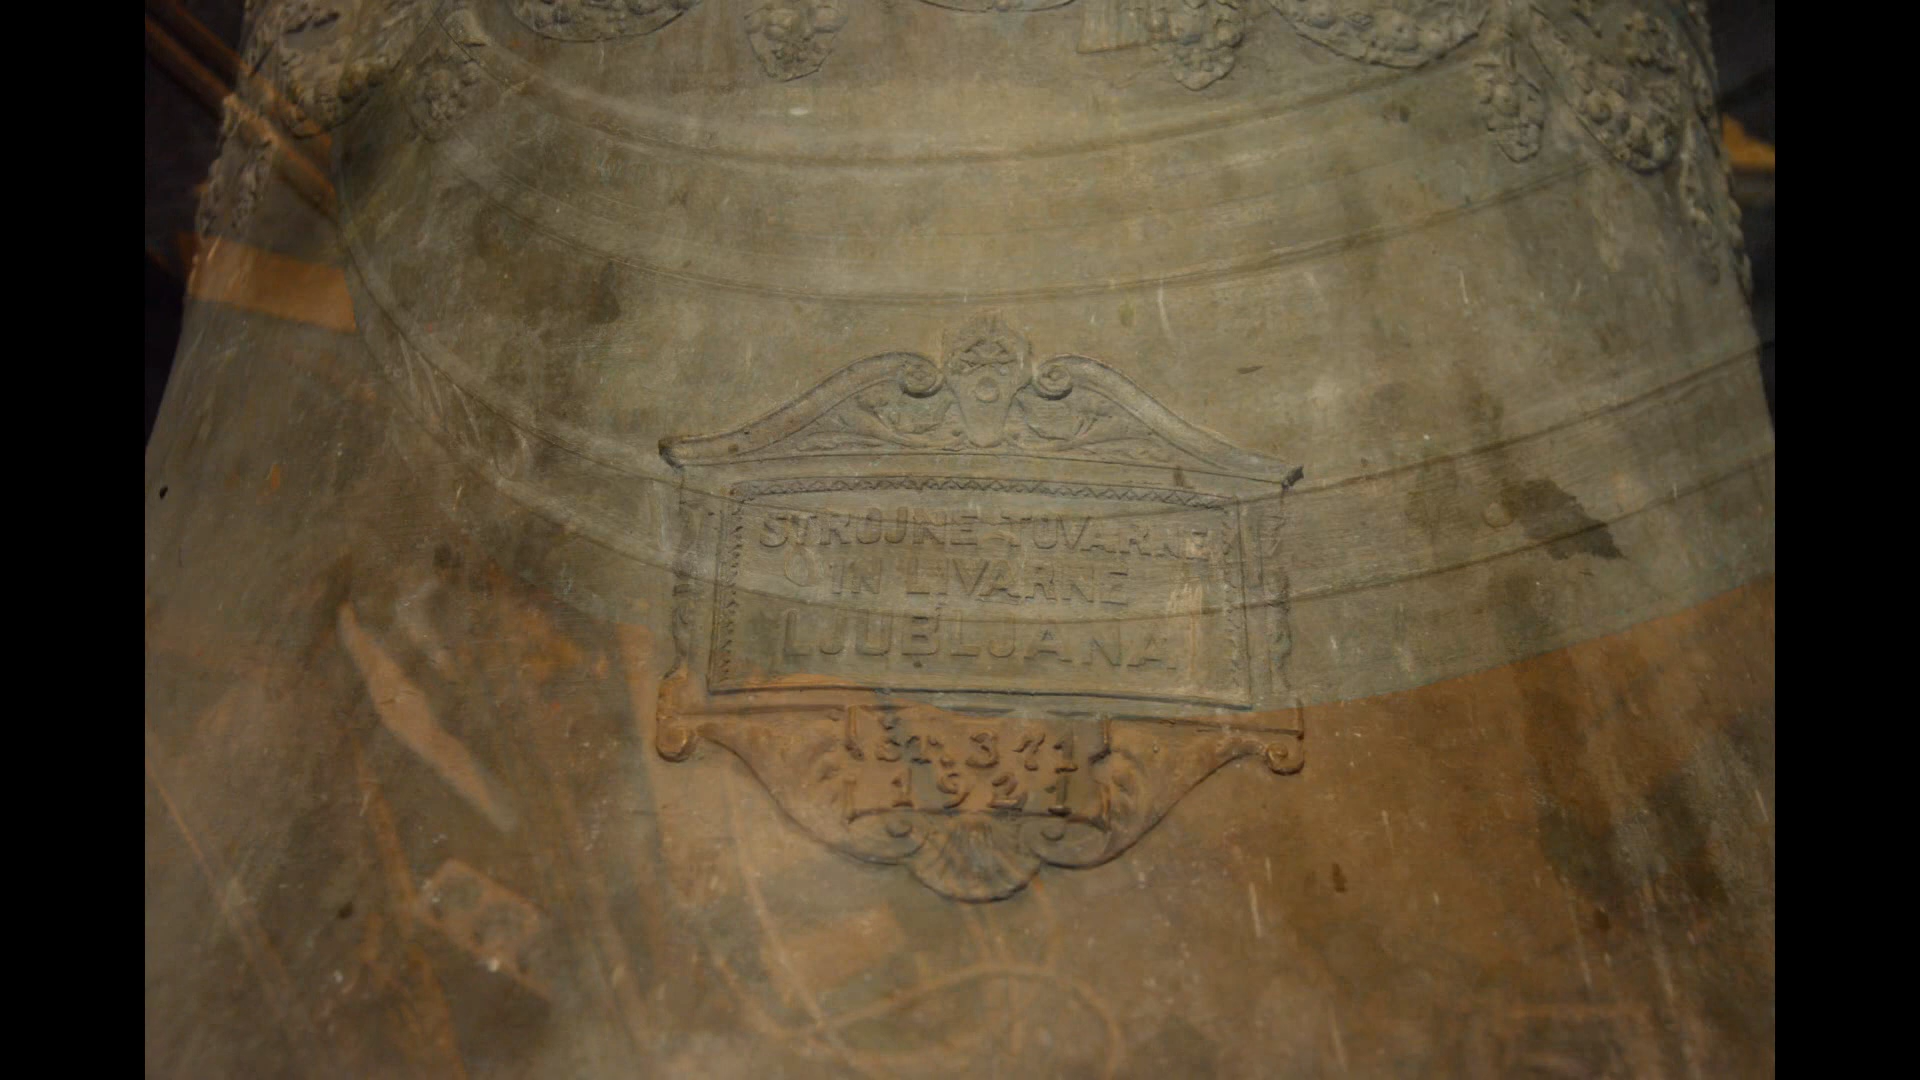 STROJNE TOVARNE
IN LIVARNE
LJUBLJANA
ŠT. 371
1921